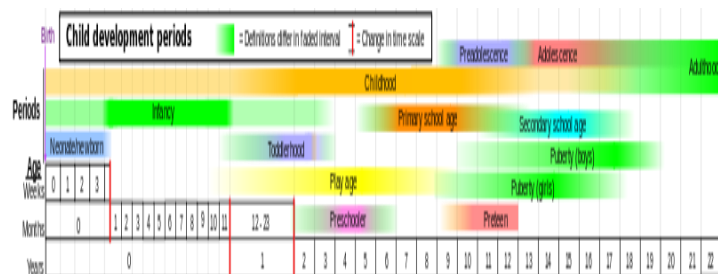 Birth
Child development periods
= Definitions differ in faded interval
= Change in time scale
Preadolescence
Adolescence
Adulthood
Childhood
Periods
Infancy
Primary school age
Secondary school age
Neonate/newborn
Toddlerhood
Puberty (boys)
Age
Weeks
0 1 2 3
Play age
Puberty (girls)
Months
0 1 2 3 4 5 6 7 8 9 10 11 12 - 23
Preschooler
Preteen
Years
0 1 2 3 4 5 6 7 8 9 10 11 12 13 14 15 16 17 18 19 20 21 22